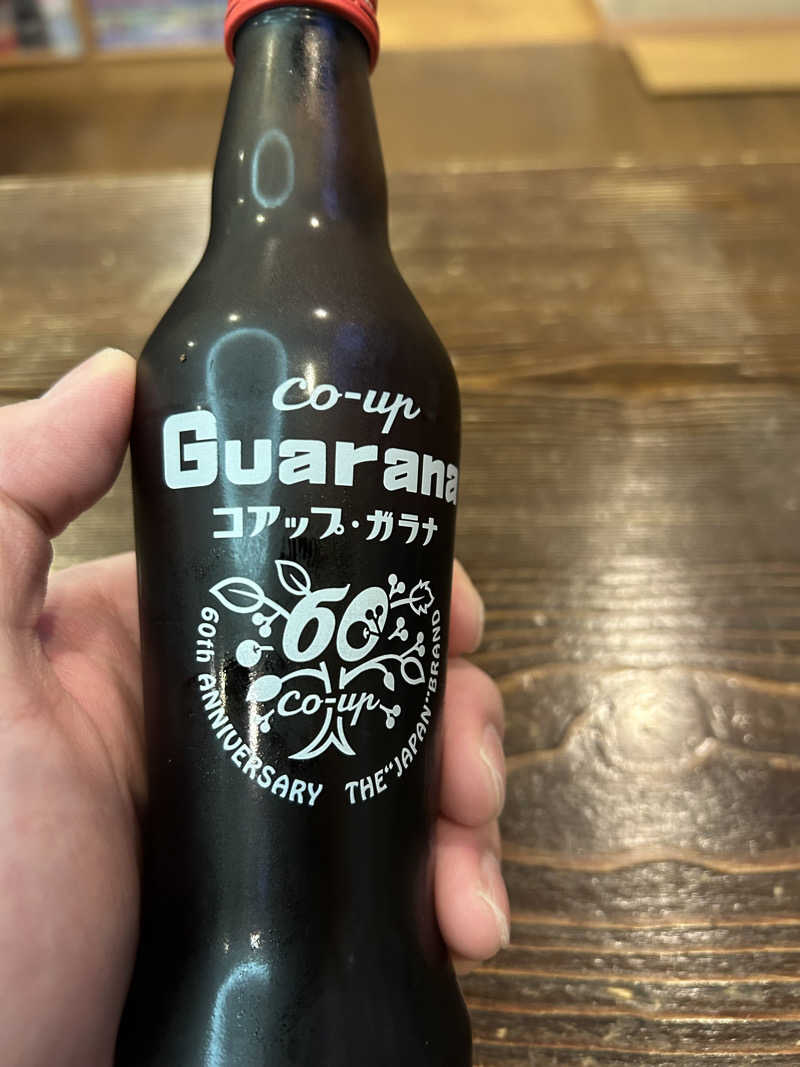 co-up
Guarana
コアップ・ガラナ
60
co-up
60th ANNIVERSARY THE "JAPAN" BRAND